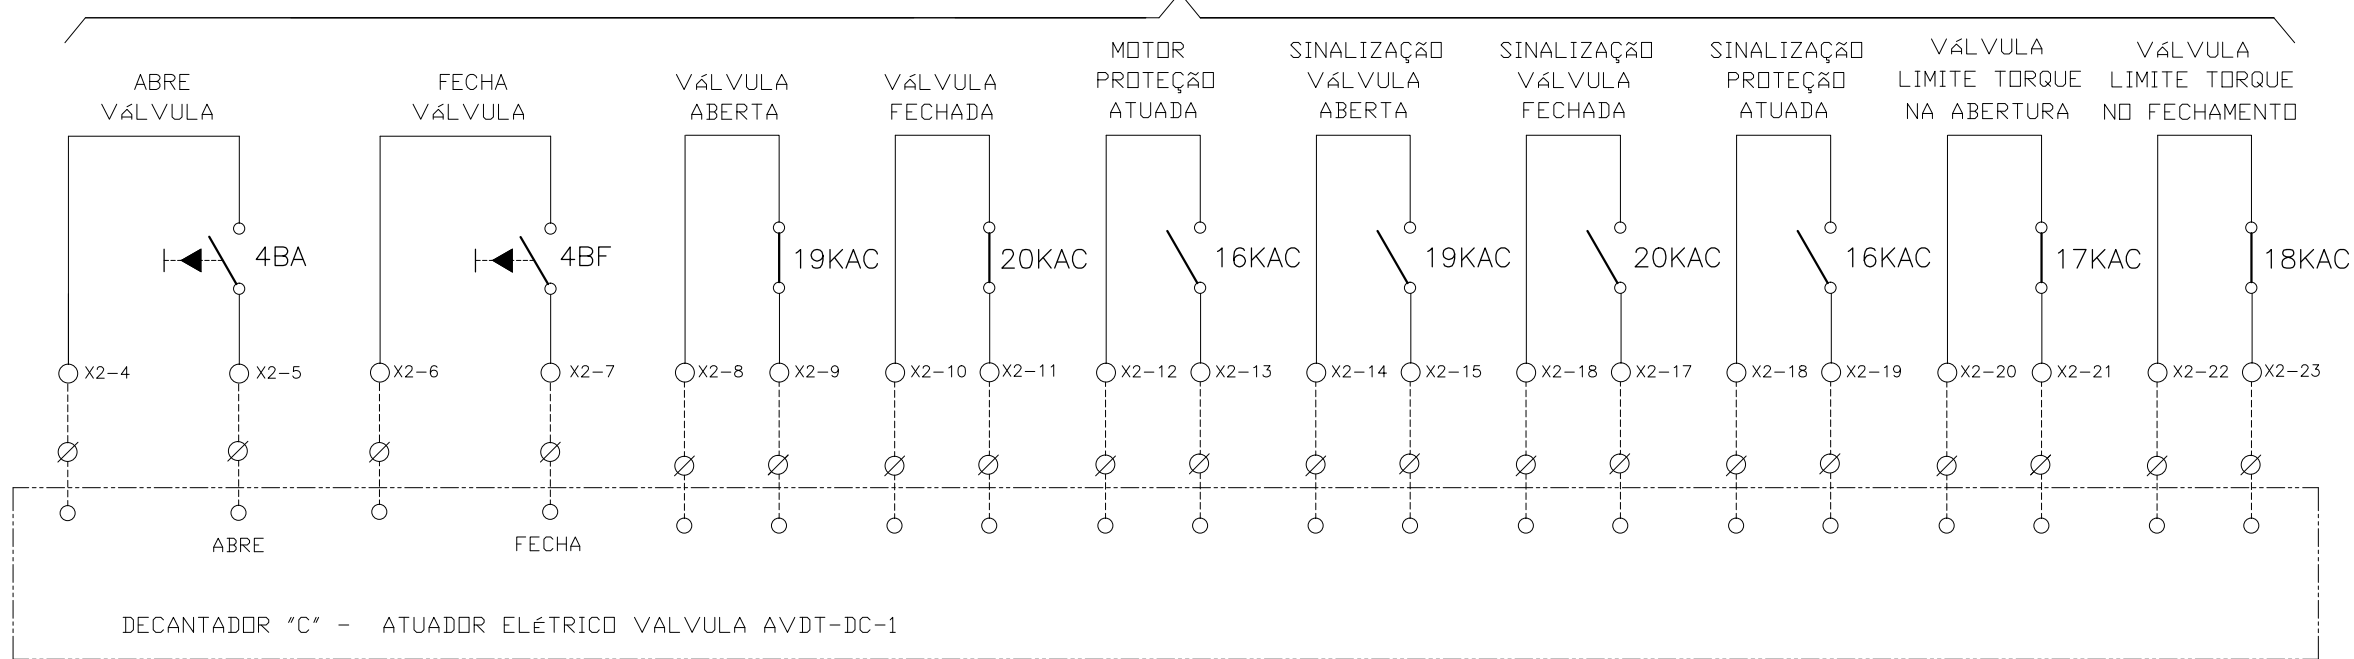 ABRE
VáLVULA
FECHA
VáLVULA
VáLVULA
ABERTA
VáLVULA
FECHADA
MOTOR
PROTEÇãO
ATUADA
SINALIZAÇãO
VáLVULA
ABERTA
SINALIZAÇãO
VáLVULA
FECHADA
SINALIZAÇãO
PROTEÇãO
ATUADA
VáLVULA
LIMITE TORQUE
NA ABERTURA
VáLVULA
LIMITE TORQUE
NO FECHAMENTO
4BA
4BF
19KAC
20KAC
16KAC
19KAC
20KAC
16KAC
17KAC
18KAC
X2-4
X2-5
X2-6
X2-7
X2-8
X2-9
X2-10
X2-11
X2-12
X2-13
X2-14
X2-15
X2-18
X2-17
X2-18
X2-19
X2-20
X2-21
X2-22
X2-23
ABRE
FECHA
DECANTADOR "C" - ATUADOR ELéTRICO VALVULA AVDT-DC-1